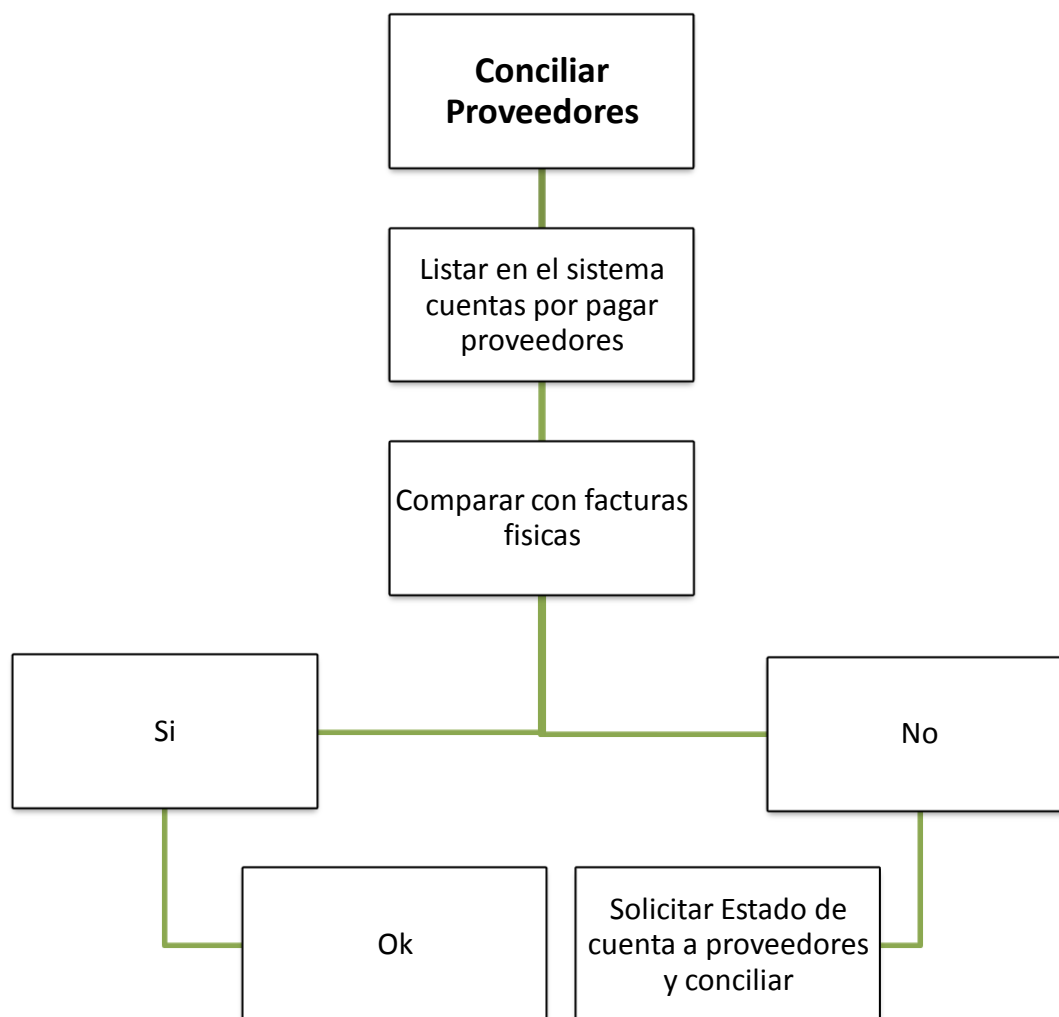 Conciliar
Proveedores
Listar en el sistema
cuentas por pagar
proveedores
Comparar con facturas
fisicas
Si
No
Ok
Solicitar Estado de
cuenta a proveedores
y conciliar